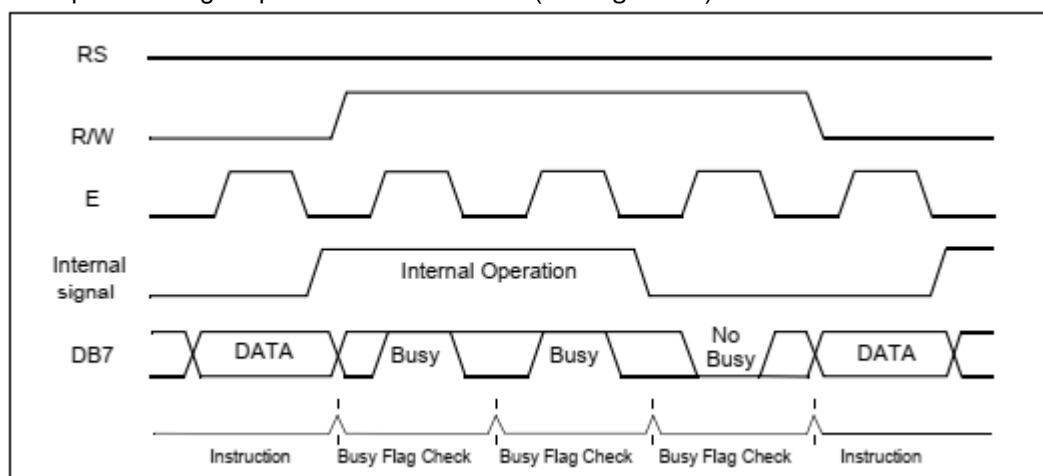 RS
R/W
E
Internal
signal
Internal Operation
DB7
DATA
Busy
Busy
No
Busy
DATA
Instruction
Busy Flag Check
Busy Flag Check
Busy Flag Check
Instruction